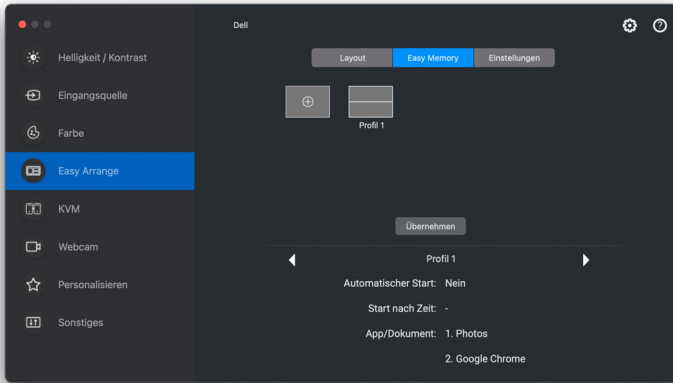 Dell
Helligkeit / Kontrast
Eingangsquelle
Farbe
Easy Arrange
KVM
Webcam
Personalisieren
Sonstiges
Layout Easy Memory Einstellungen
Profil 1
Übernehmen
Profil 1
Automatischer Start: Nein
Start nach Zeit: -
App/Dokument: 1. Photos
2. Google Chrome